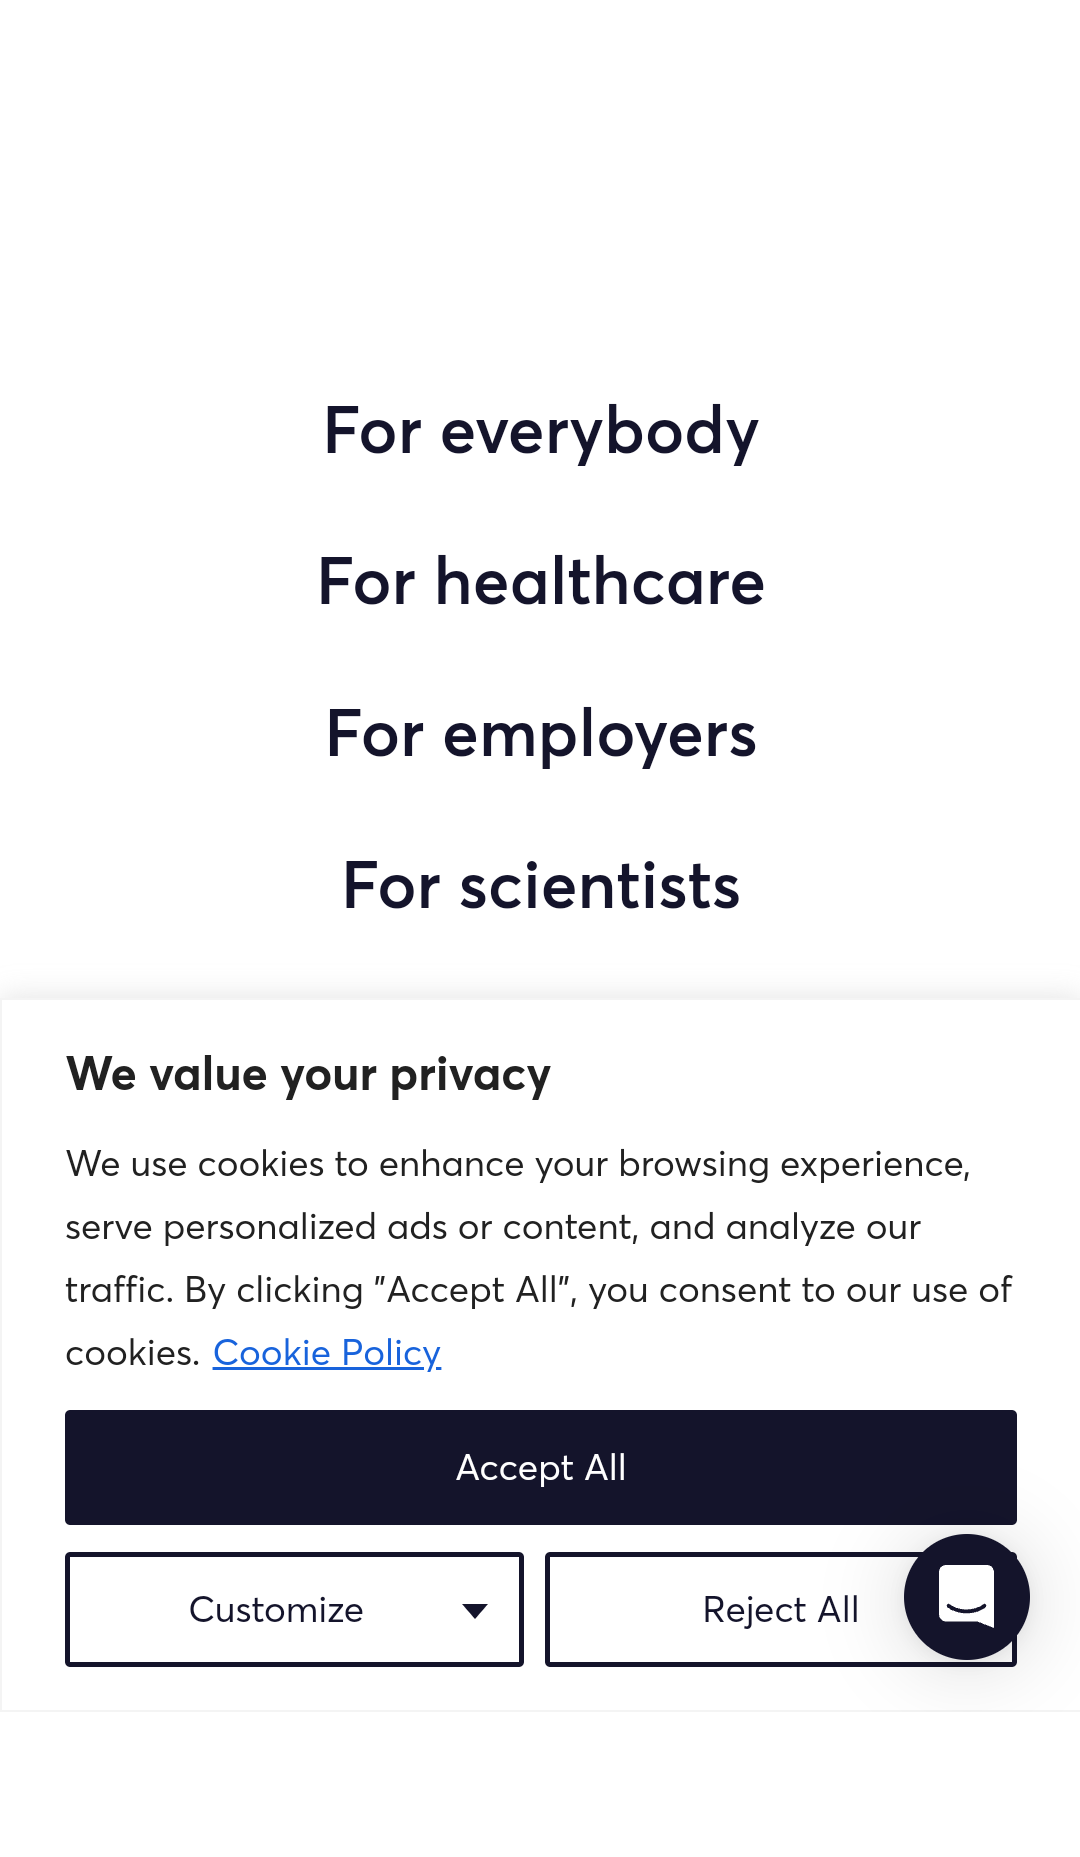 For everybody
For healthcare
For employers
For scientists
We value your privacy
We use cookies to enhance your browsing experience,
serve personalized ads or content, and analyze our
traffic. By clicking "Accept All", you consent to our use of
cookies. Cookie Policy
Accept All
Customize
Reject All